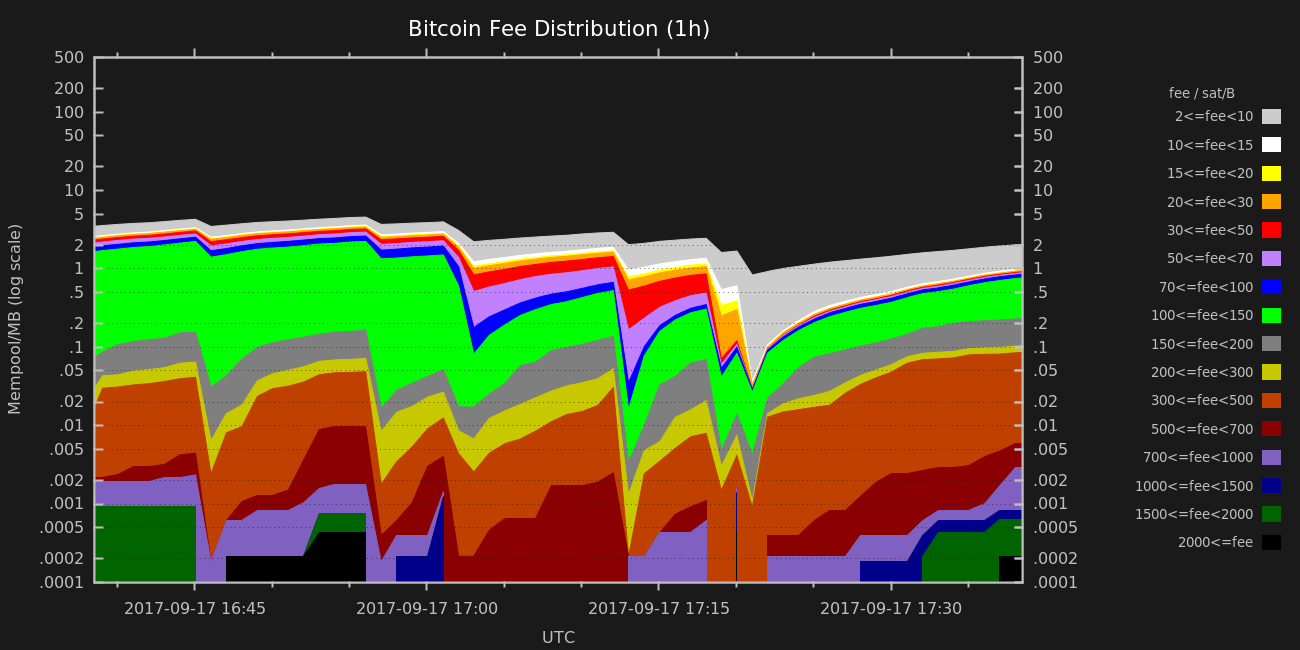 Bitcoin Fee Distribution (1h)
500 500
200 200
100 100
50 50
20 20
10 10
5 5
2 2
1 1
.5 .5
.2 .2
.1 .1
.05 .05
.02 .02
.01 .01
.005 .005
.002 .002
.001 .001
.0005 .0005
.0002 .0002
.0001 .0001
Mempool/MB (log scale)
2017-09-17 16:45 2017-09-17 17:00 2017-09-17 17:15 2017-09-17 17:30
UTC
fee / sat/B
2<=fee<10
10<=fee<15
15<=fee<20
20<=fee<30
30<=fee<50
50<=fee<70
70<=fee<100
100<=fee<150
150<=fee<200
200<=fee<300
300<=fee<500
500<=fee<700
700<=fee<1000
1000<=fee<1500
1500<=fee<2000
2000<=fee